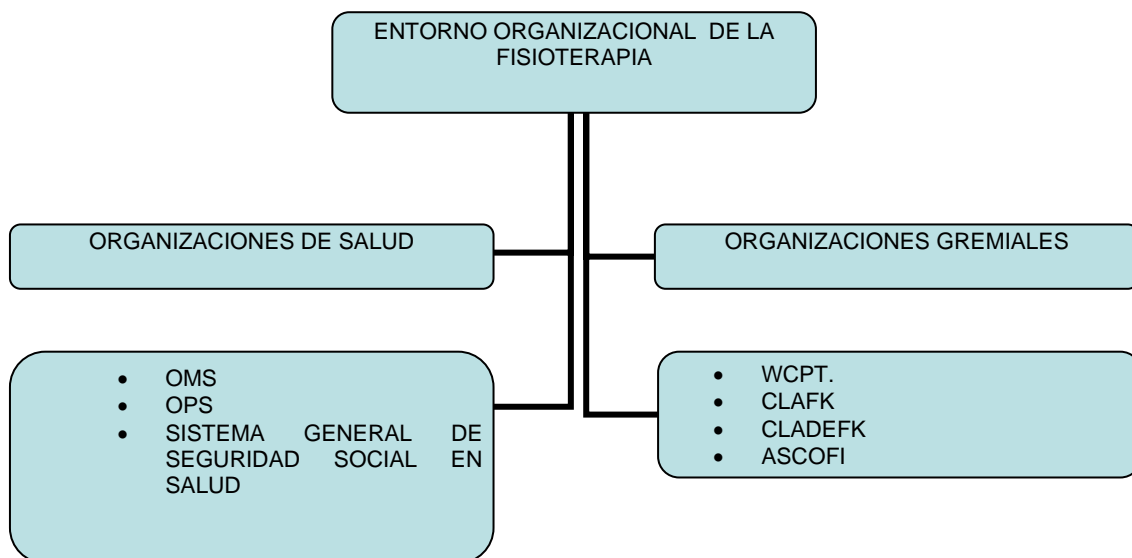 ENTORNO ORGANIZACIONAL DE LA
FISIOTERAPIA
ORGANIZACIONES DE SALUD
ORGANIZACIONES GREMIALES
• OMS
• OPS
• SISTEMA GENERAL DE
SEGURIDAD SOCIAL EN
SALUD
• WCPT.
• CLAFK
• CLADEFK
• ASCOFI